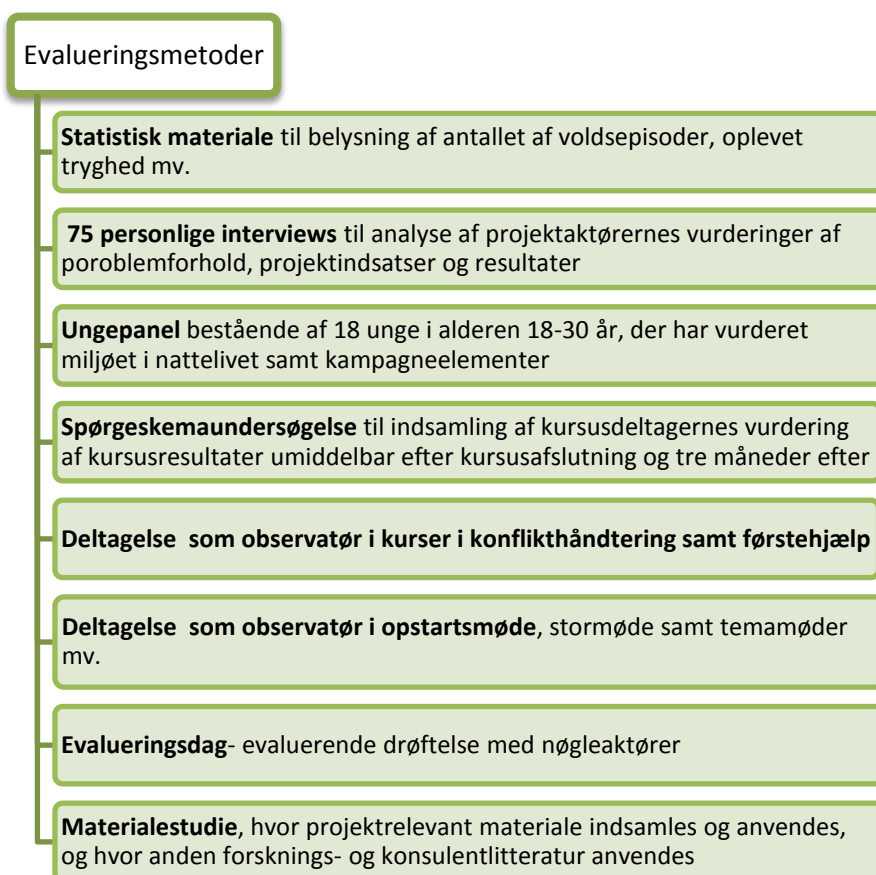 Evalueringsmetoder
Statistisk materiale til belysning af antallet af voldsepisoder, oplevet
tryghed mv.
75 personlige interviews til analyse af projektaktørernes vurderinger af
poroblemforhold, projektindsatser og resultater
Ungepanel bestående af 18 unge i alderen 18-30 år, der har vurderet
miljøet i nattelivet samt kampagneelementer
Spørgeskemaundersøgelse til indsamling af kursusdeltagernes vurdering
af kursusresultater umiddelbar efter kursusafslutning og tre måneder efter
Deltagelse som observatør i kurser i konflikthåndtering samt førstehjælp
Deltagelse som observatør i opstartsmøde, stormøde samt temamøder
mv.
Evalueringsdag- evaluerende drøftelse med nøgleaktører
Materialestudie, hvor projektrelevant materiale indsamles og anvendes,
og hvor anden forsknings- og konsulentlitteratur anvendes